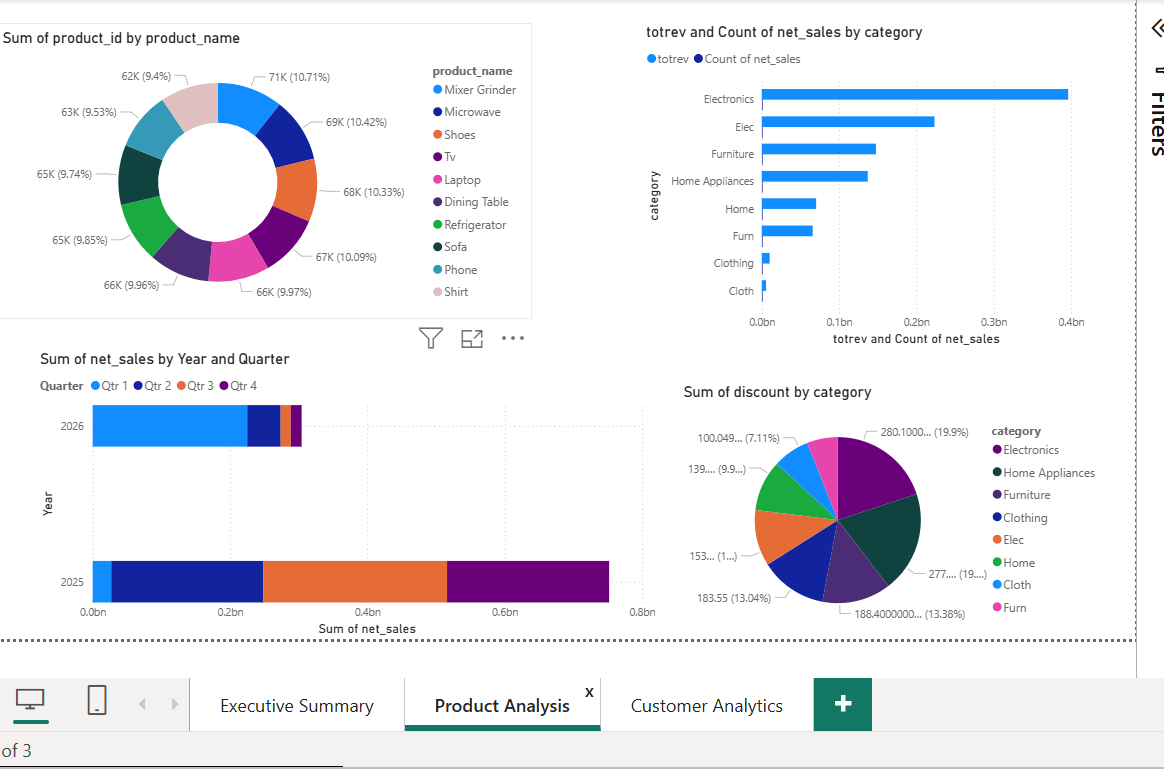 Sum of product_id by product_name
62K (9.4%)
71K (10.71%)
63K (9.53%)
69K (10.42%)
65K (9.74%)
68K (10.33%)
65K (9.85%)
67K (10.09%)
66K (9.96%)
66K (9.97%)
product_name
Mixer Grinder
Microwave
Shoes
Tv
Laptop
Dining Table
Refrigerator
Sofa
Phone
Shirt
totrev and Count of net_sales by category
totrev Count of net_sales
category
Electronics
Elec
Furniture
Home Appliances
Home
Furn
Clothing
Cloth
0.0bn 0.1bn 0.2bn 0.3bn 0.4bn
totrev and Count of net_sales
Filters
Sum of net_sales by Year and Quarter
Quarter Qtr 1 Qtr 2 Qtr 3 Qtr 4
Year
2026
2025
0.0bn 0.2bn 0.4bn 0.6bn 0.8bn
Sum of net_sales
Sum of discount by category
100.049... (7.11%)
280.1000... (19.9%)
139.... (9.9...)
153... (1...)
277.... (19....)
183.55 (13.04%)
188.4000000... (13.38%)
category
Electronics
Home Appliances
Furniture
Clothing
Elec
Home
Cloth
Furn
Executive Summary
Product Analysis x
Customer Analytics
+
of 3